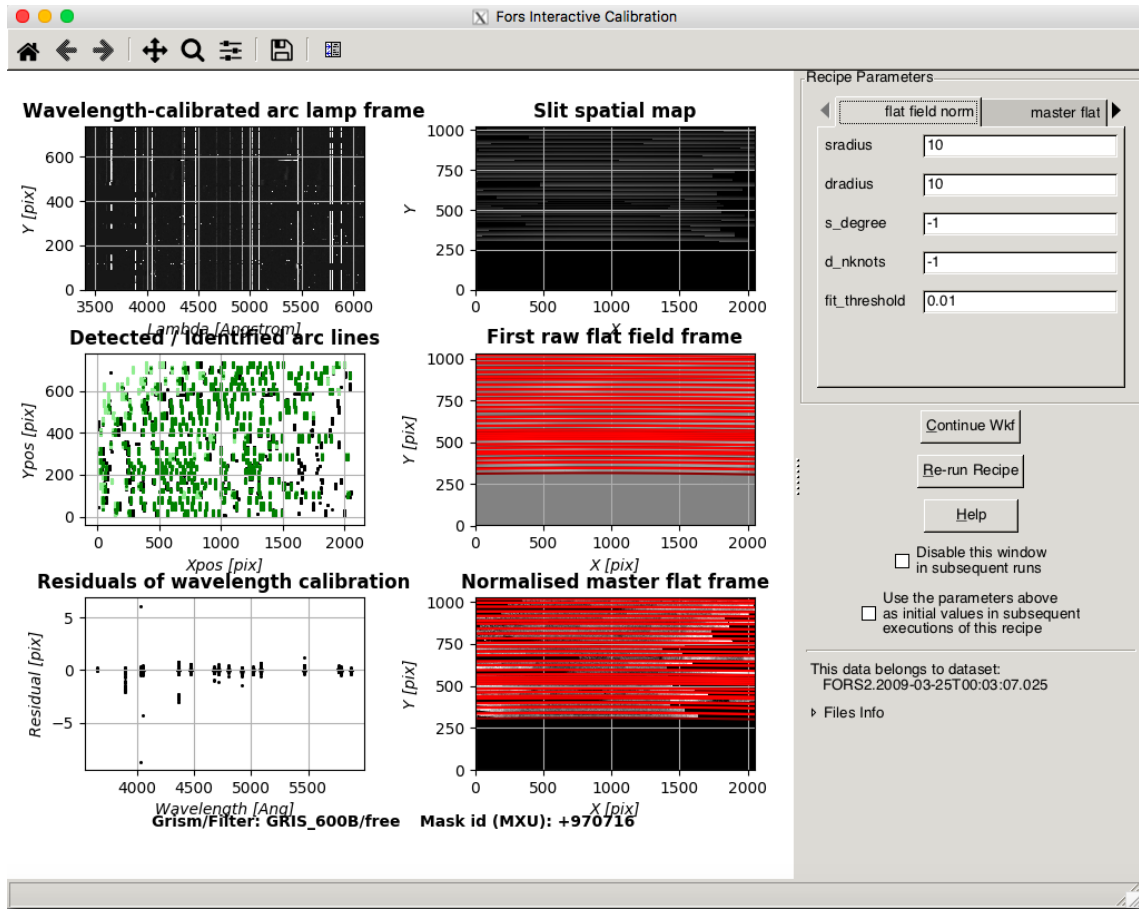 Fors Interactive Calibration
Wavelength-calibrated arc lamp frame
Y [pix]
600
400
200
0
3500 4000 4500 5000 5500 6000
Lambda [Angstrom]
Slit spatial map
Y
1000
750
500
250
0
0 500 1000 1500 2000
X
Detected / Identified arc lines
Ypos [pix]
600
400
200
0
0 500 1000 1500 2000
Xpos [pix]
First raw flat field frame
Y [pix]
1000
750
500
250
0
0 500 1000 1500 2000
X [pix]
Residuals of wavelength calibration
Residual [pix]
5
0
−5
4000 4500 5000 5500
Wavelength [Ang]
Normalised master flat frame
Y [pix]
1000
750
500
250
0
0 500 1000 1500 2000
X [pix]
Grism/Filter: GRIS_600B/free Mask id (MXU): +970716
Recipe Parameters
flat field norm master flat
sradius 10
dradius 10
s_degree -1
d_nknots -1
fit_threshold 0.01
Continue Wkf
Re-run Recipe
Help
Disable this window
in subsequent runs
Use the parameters above
as initial values in subsequent
executions of this recipe
This data belongs to dataset:
FORS2.2009-03-25T00:03:07.025
Files Info